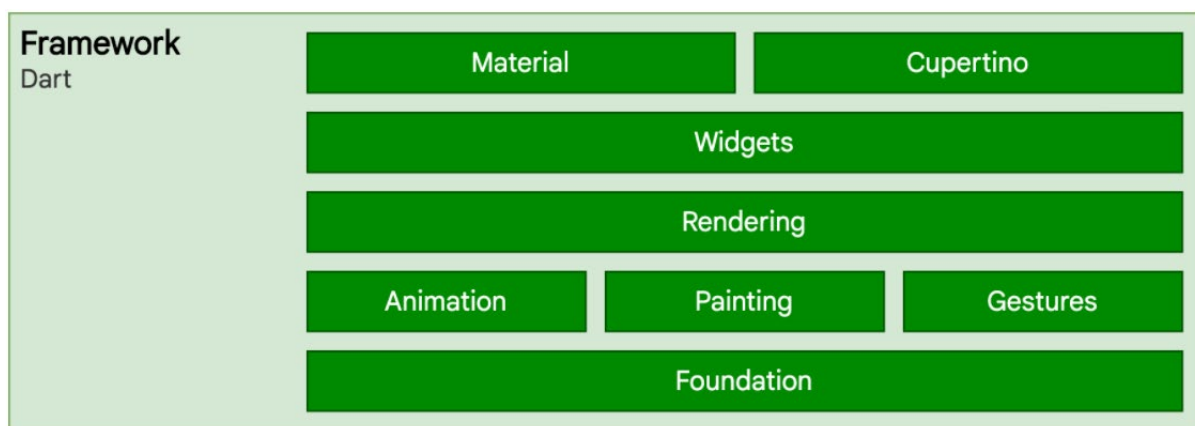 Framework
Dart
Material Cupertino
Widgets
Rendering
Animation Painting Gestures
Foundation